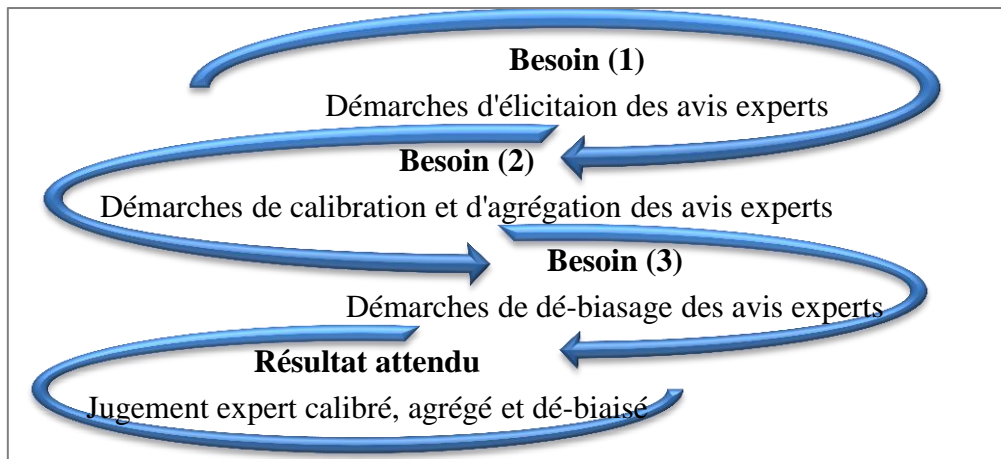 Besoin (1)
Démarches d'élicitaion des avis experts
Besoin (2)
Démarches de calibration et d'agrégation des avis experts
Besoin (3)
Démarches de dé-biasage des avis experts
Résultat attendu
Jugement expert calibré, agrégé et dé-biaisé